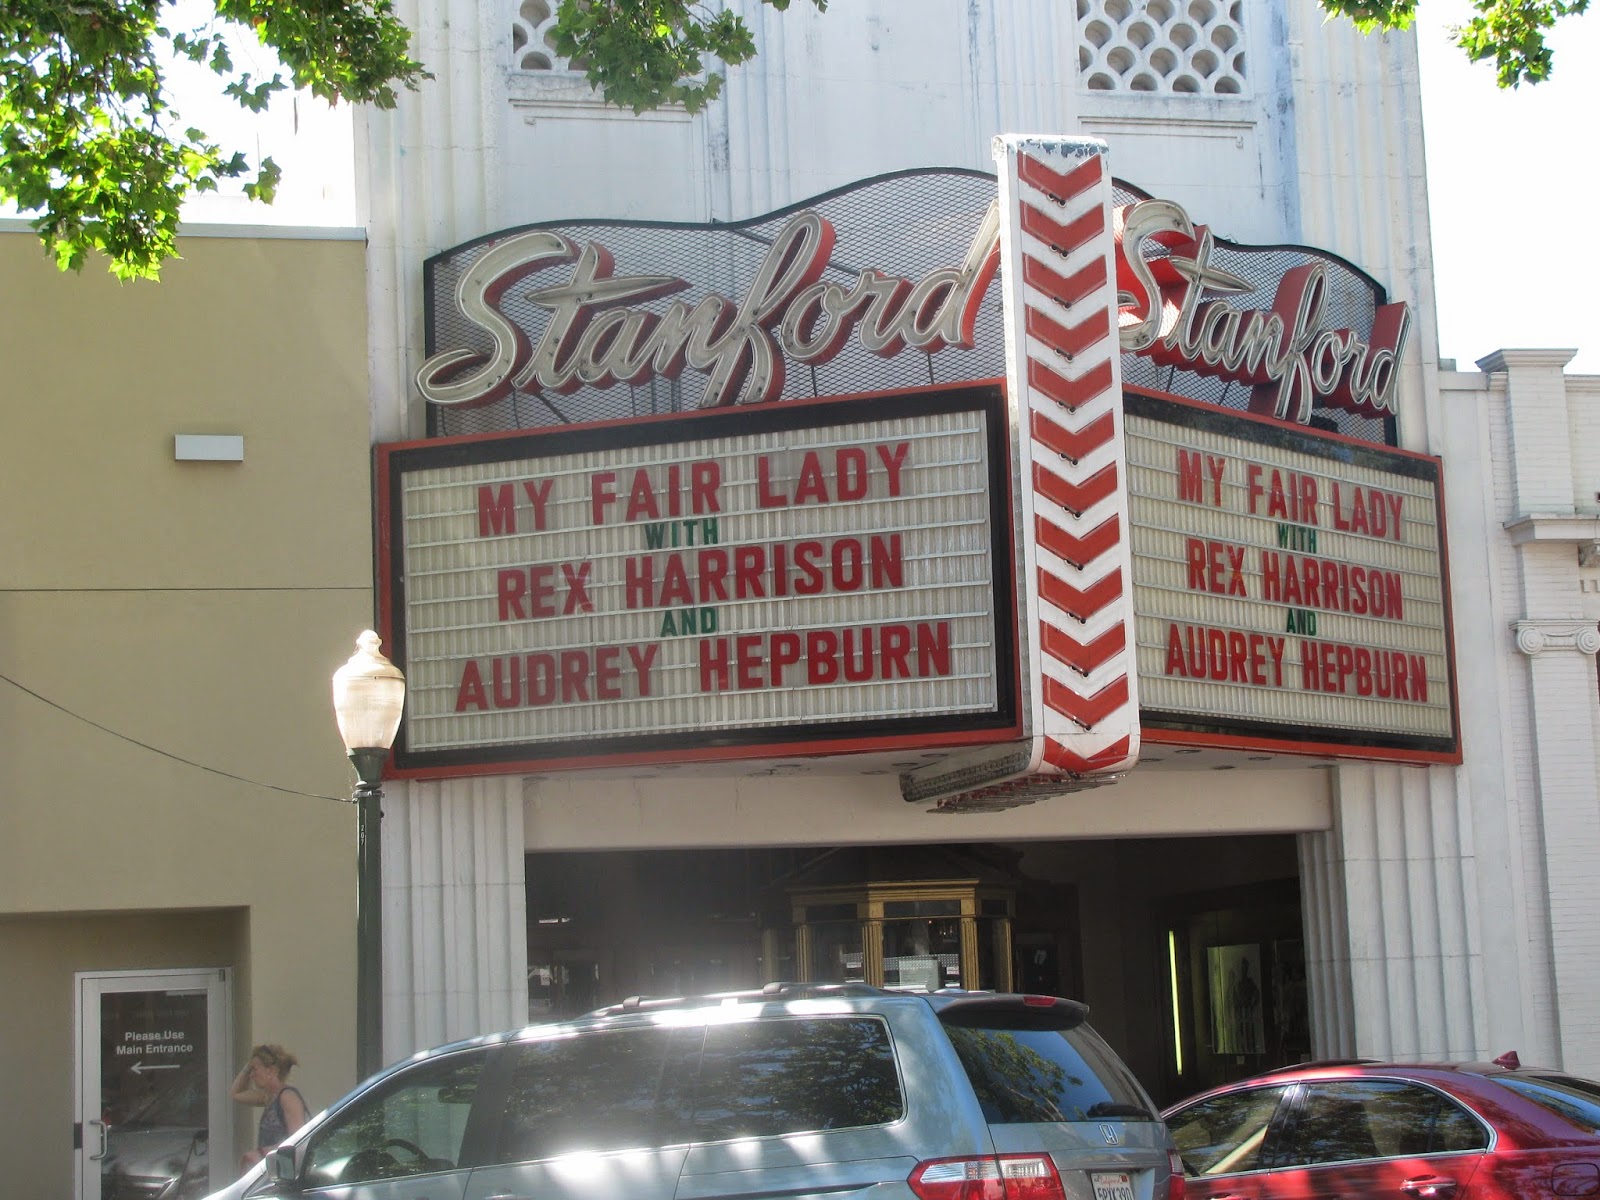 Stanford
Stanford
MY FAIR LADY
WITH
REX HARRISON
AND
AUDREY HEPBURN
MY FAIR LADY
WITH
REX HARRISON
AND
AUDREY HEPBURN
Please Use
Main Entrance